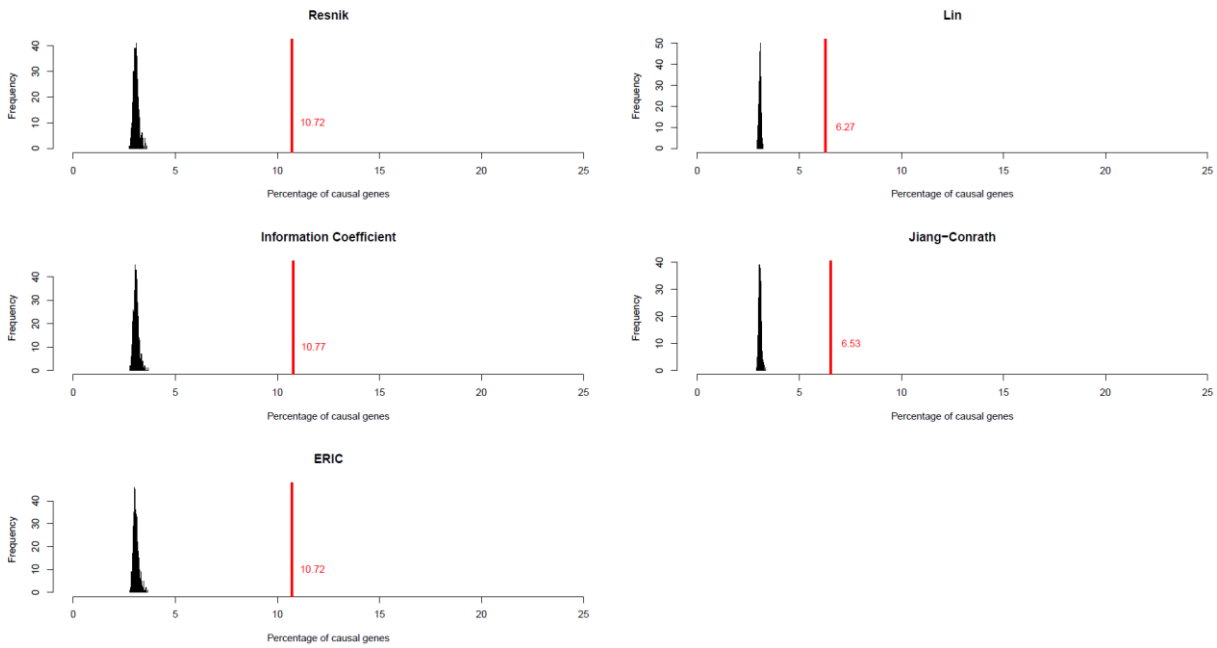 Resnik
Frequency
0 10 20 30 40
10.72
0 5 10 15 20 25
Percentage of causal genes
Lin
Frequency
0 10 20 30 40 50
6.27
0 5 10 15 20 25
Percentage of causal genes
Information Coefficient
Frequency
0 10 20 30 40
10.77
0 5 10 15 20 25
Percentage of causal genes
Jiang−Conrath
Frequency
0 10 20 30 40
6.53
0 5 10 15 20 25
Percentage of causal genes
ERIC
Frequency
0 10 20 30 40
10.72
0 5 10 15 20 25
Percentage of causal genes